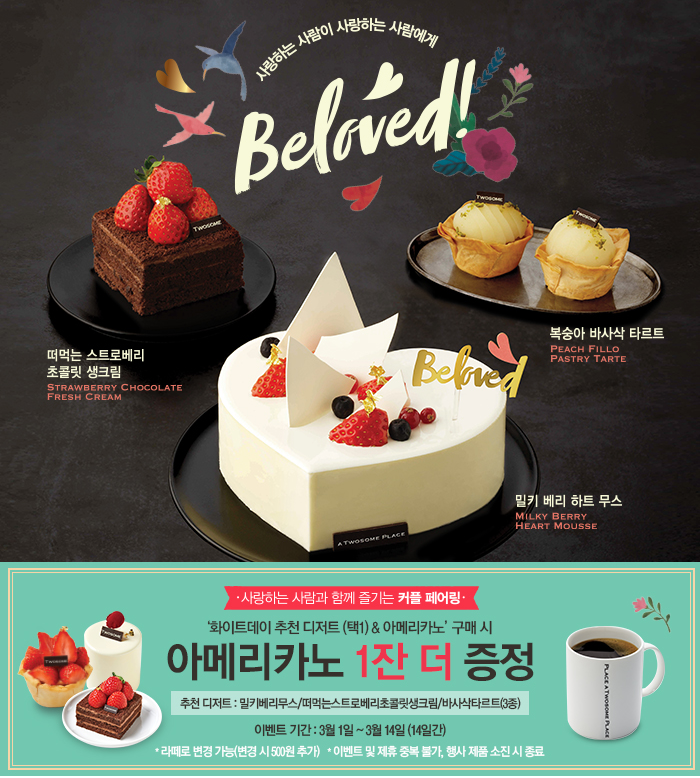 사랑하는 사람이 사랑하는 사람에게
Beloved!
TWOSOME
TWOSOME
TWOSOME
복숭아 바사삭 타르트
PEACH FILLO
PASTRY TARTE
떠먹는 스트로베리
초콜릿 생크림
STRAWBERRY CHOCOLATE
FRESH CREAM
Beloved
밀키 베리 하트 무스
MILKY BERRY
HEART MOUSSE
A TWOSOME PLACE
·사랑하는 사람과 함께 즐기는 커플 페어링·
'화이트데이 추천 디저트 (택1) & 아메리카노' 구매 시
아메리카노 1잔 더 증정
추천 디저트 : 밀키베리무스/떠먹는스트로베리초콜릿생크림/바사삭타르트(3종)
이벤트 기간 : 3월 1일 ~ 3월 14일 (14일간)
* 라떼로 변경 가능(변경 시 500원 추가) * 이벤트 및 제휴 중복 불가, 행사 제품 소진 시 종료
TWOSOME
TWOSOME
TWOSOME
PLACE A TWOSOME PLACE